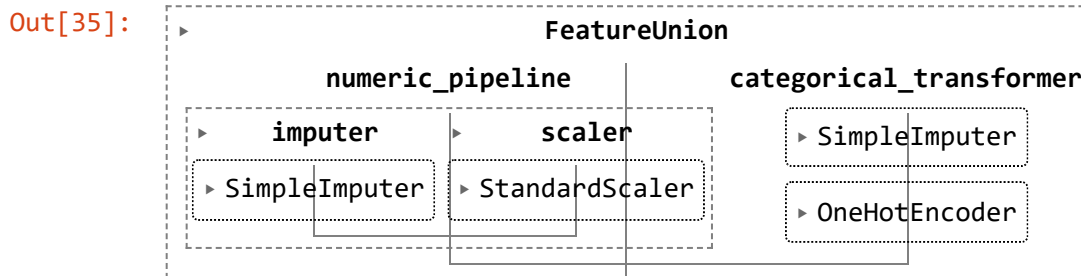 Out[35]:
FeatureUnion
numeric_pipeline categorical_transformer
imputer scaler
SimpleImputer StandardScaler
SimpleImputer
OneHotEncoder